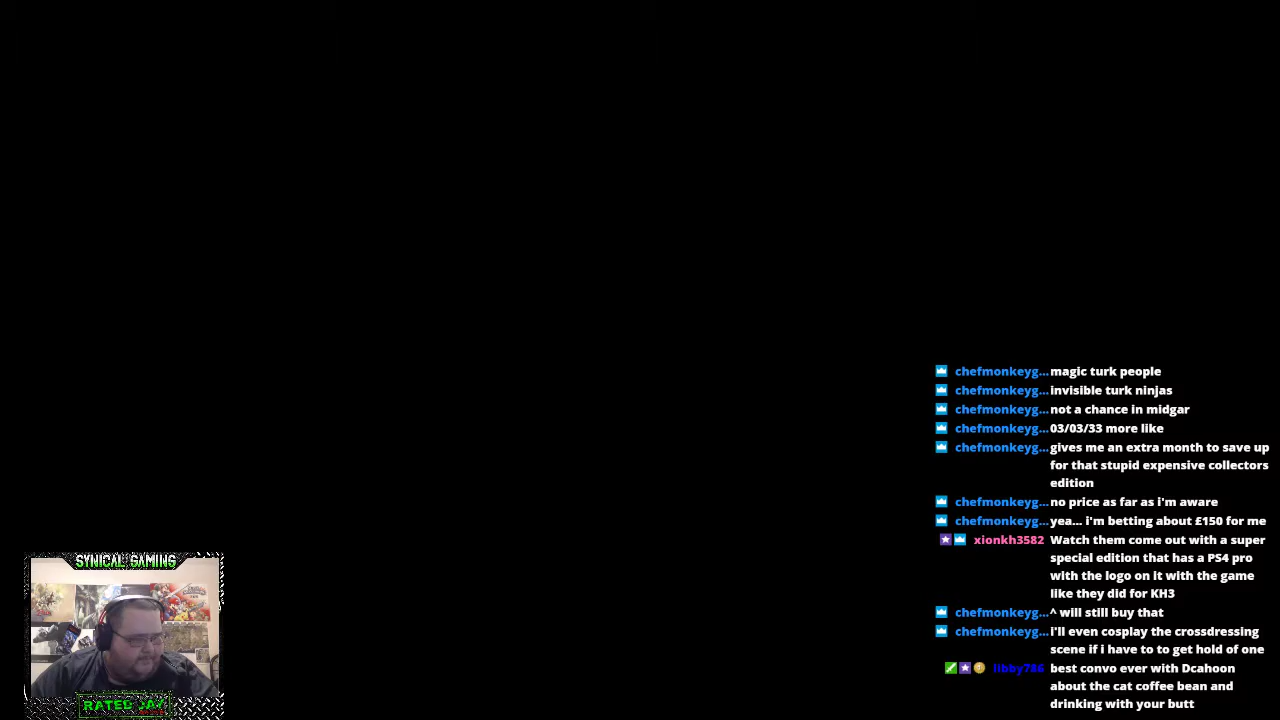 chefmonkeyg... magic turk people
chefmonkeyg... invisible turk ninjas
chefmonkeyg... not a chance in midgar
chefmonkeyg... 03/03/33 more like
chefmonkeyg... gives me an extra month to save up
for that stupid expensive collectors
edition
chefmonkeyg... no price as far as i'm aware
chefmonkeyg... yea... i'm betting about £150 for me
xionkh3582 Watch them come out with a super
special edition that has a PS4 pro
with the logo on it with the game
like they did for KH3
chefmonkeyg... ^ will still buy that
chefmonkeyg... i'll even cosplay the crossdressing
scene if i have to to get hold of one
libby786 best convo ever with Dcahoon
about the cat coffee bean and
drinking with your butt
SYNICAL GAMING
RATED JAY